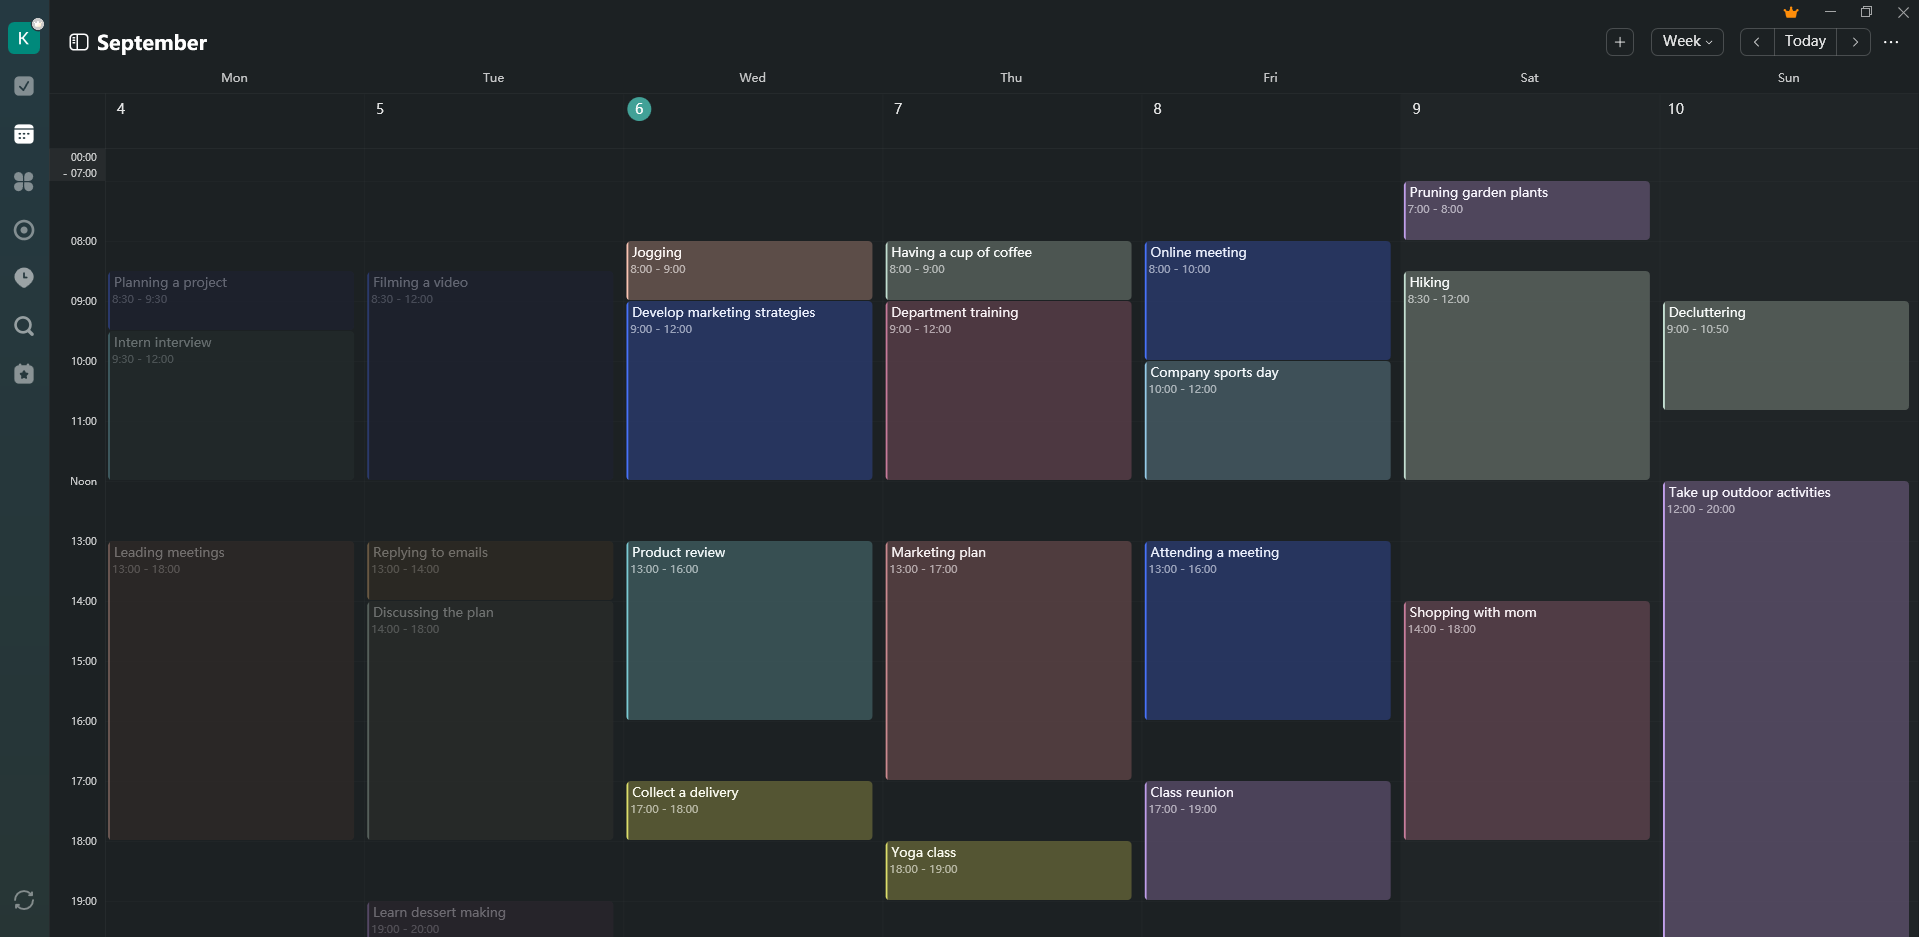 K
September
Week
Today
Mon
Tue
Wed
Thu
Fri
Sat
Sun
4
5
6
7
8
9
10
00:00
- 07:00
08:00
09:00
10:00
11:00
Noon
13:00
14:00
15:00
16:00
17:00
18:00
19:00
Planning a project
8:30 - 9:30
Intern interview
9:30 - 12:00
Leading meetings
13:00 - 18:00
Filming a video
8:30 - 12:00
Replying to emails
13:00 - 14:00
Discussing the plan
14:00 - 18:00
Learn dessert making
19:00 - 20:00
Jogging
8:00 - 9:00
Develop marketing strategies
9:00 - 12:00
Product review
13:00 - 16:00
Collect a delivery
17:00 - 18:00
Having a cup of coffee
8:00 - 9:00
Department training
9:00 - 12:00
Marketing plan
13:00 - 17:00
Yoga class
18:00 - 19:00
Online meeting
8:00 - 10:00
Company sports day
10:00 - 12:00
Attending a meeting
13:00 - 16:00
Class reunion
17:00 - 19:00
Pruning garden plants
7:00 - 8:00
Hiking
8:30 - 12:00
Shopping with mom
14:00 - 18:00
Decluttering
9:00 - 10:50
Take up outdoor activities
12:00 - 20:00